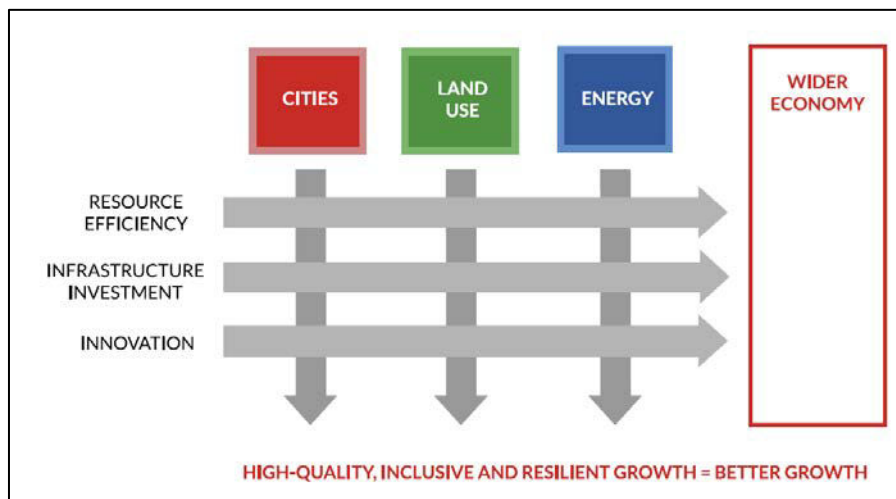 CITIES
LAND
USE
ENERGY
WIDER
ECONOMY
RESOURCE
EFFICIENCY
INFRASTRUCTURE
INVESTMENT
INNOVATION
HIGH-QUALITY, INCLUSIVE AND RESILIENT GROWTH = BETTER GROWTH